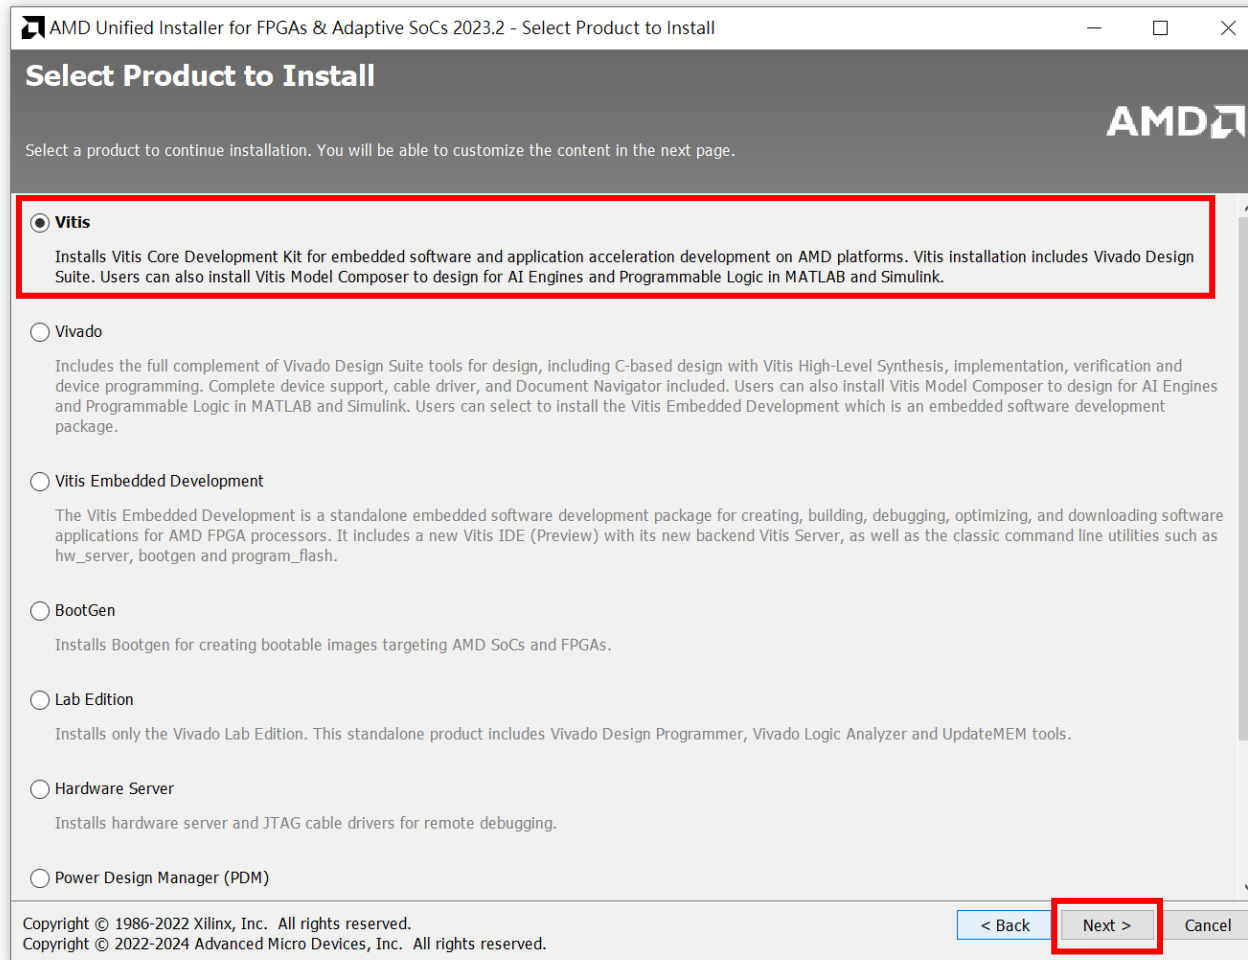 AMD Unified Installer for FPGAs & Adaptive SoCs 2023.2 - Select Product to Install
Select Product to Install
AMD
Select a product to continue installation. You will be able to customize the content in the next page.
Vitis
Installs Vitis Core Development Kit for embedded software and application acceleration development on AMD platforms. Vitis installation includes Vivado Design
Suite. Users can also install Vitis Model Composer to design for AI Engines and Programmable Logic in MATLAB and Simulink.
Vivado
Includes the full complement of Vivado Design Suite tools for design, including C-based design with Vitis High-Level Synthesis, implementation, verification and
device programming. Complete device support, cable driver, and Document Navigator included. Users can also install Vitis Model Composer to design for AI Engines
and Programmable Logic in MATLAB and Simulink. Users can select to install the Vitis Embedded Development which is an embedded software development
package.
Vitis Embedded Development
The Vitis Embedded Development is a standalone embedded software development package for creating, building, debugging, optimizing, and downloading software
applications for AMD FPGA processors. It includes a new Vitis IDE (Preview) with its new backend Vitis Server, as well as the classic command line utilities such as
hw_server, bootgen and program_flash.
BootGen
Installs Bootgen for creating bootable images targeting AMD SoCs and FPGAs.
Lab Edition
Installs only the Vivado Lab Edition. This standalone product includes Vivado Design Programmer, Vivado Logic Analyzer and UpdateMEM tools.
Hardware Server
Installs hardware server and JTAG cable drivers for remote debugging.
Power Design Manager (PDM)
Copyright © 1986-2022 Xilinx, Inc. All rights reserved.
Copyright © 2022-2024 Advanced Micro Devices, Inc. All rights reserved.
< Back
Next >
Cancel